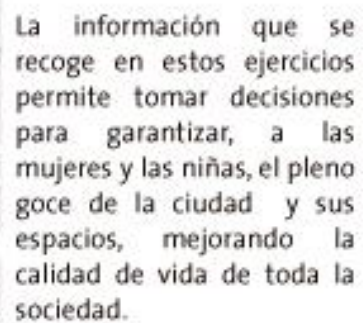 La información que se
recoge en estos ejercicios
permite tomar decisiones
para garantizar, a las
mujeres y las niñas, el pleno
goce de la ciudad y sus
espacios, mejorando la
calidad de vida de toda la
sociedad.